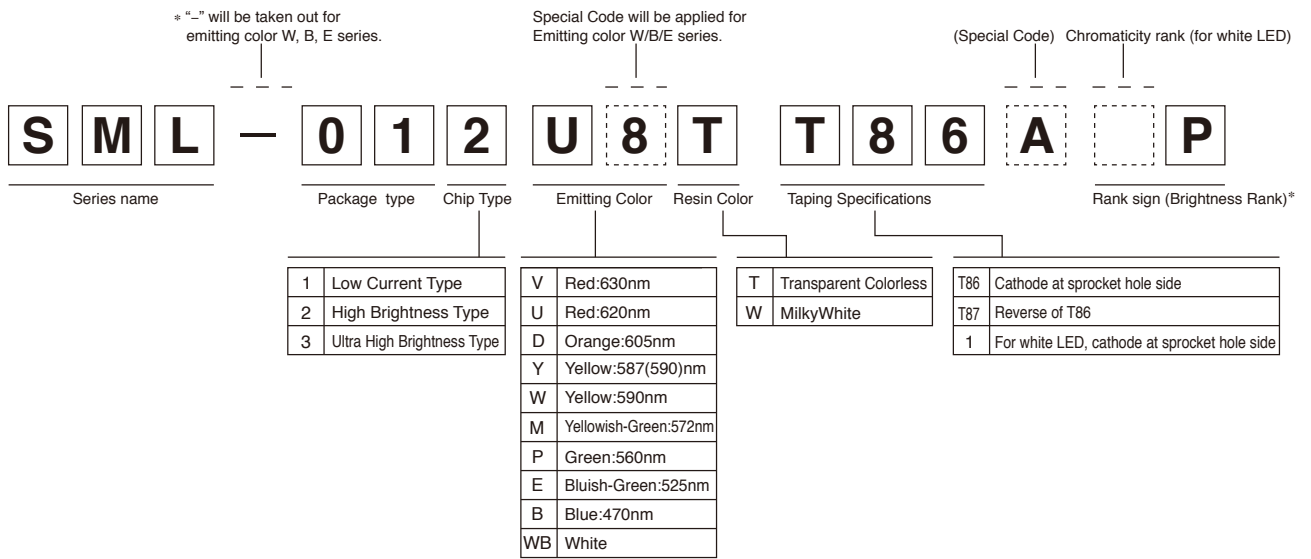 * “–” will be taken out for
emitting color W, B, E series.
Special Code will be applied for
Emitting color W/B/E series.
(Special Code) Chromaticity rank (for white LED)
S M L – 0 1 2 U 8 T T 8 6 A P
Series name Package type Chip Type Emitting Color Resin Color Taping Specifications Rank sign (Brightness Rank)*
1 Low Current Type
2 High Brightness Type
3 Ultra High Brightness Type
V Red:630nm
U Red:620nm
D Orange:605nm
Y Yellow:587(590)nm
W Yellow:590nm
M Yellowish-Green:572nm
P Green:560nm
E Bluish-Green:525nm
B Blue:470nm
WB White
T Transparent Colorless
W MilkyWhite
T86 Cathode at sprocket hole side
T87 Reverse of T86
1 For white LED, cathode at sprocket hole side